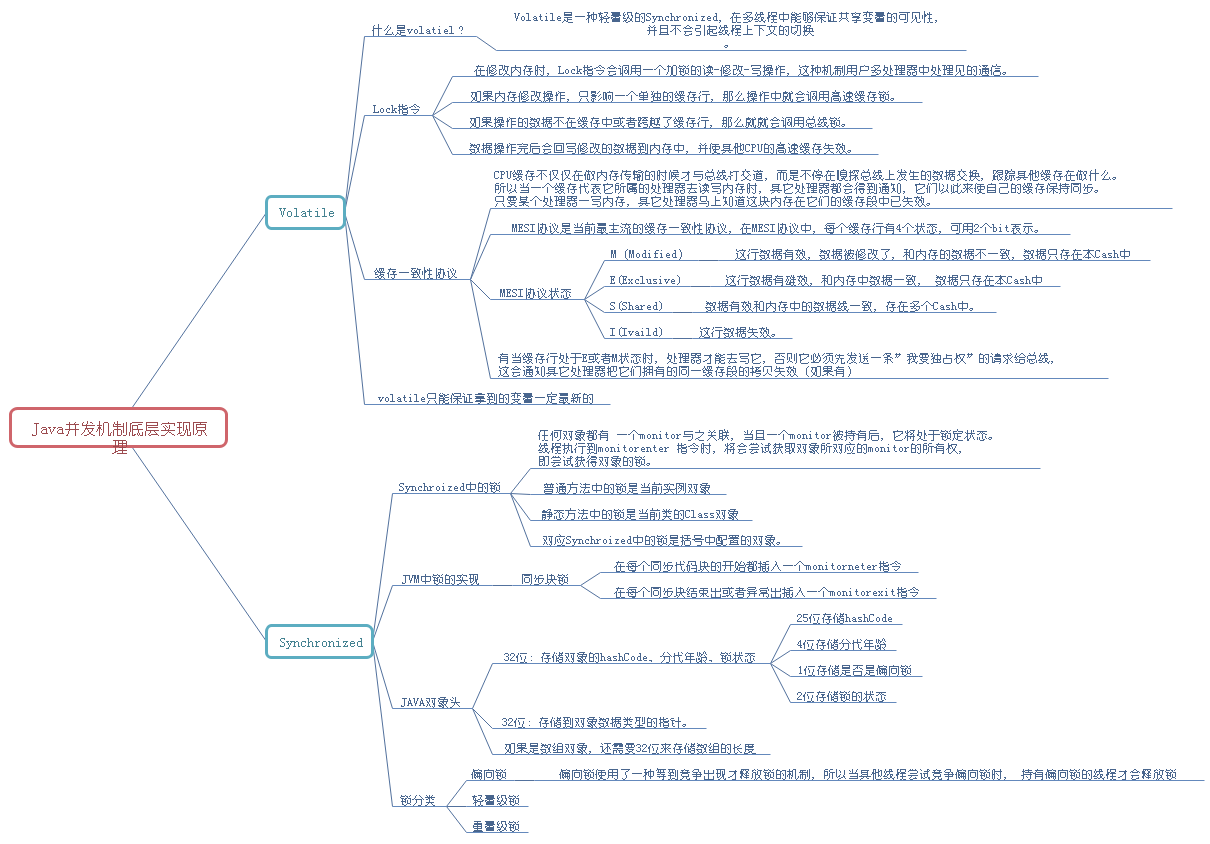 Java并发机制底层实现原
理
Volatile
什么是volatiel？
Volatile是一种轻量级的Synchronized，在多线程中能够保证共享变量的可见性，
并且不会引起线程上下文的切换
。
Lock指令
在修改内存时，Lock指令会调用一个加锁的读-修改-写操作，这种机制用户多处理器中处理见的通信。
如果内存修改操作，只影响一个单独的缓存行，那么操作中就会调用高速缓存锁。
如果操作的数据不在缓存中或者跨越了缓存行，那么就就会调用总线锁。
数据操作完后会回写修改的数据到内存中，并使其他CPU的高速缓存失效。
缓存一致性协议
CPU缓存不仅仅在做内存传输的时候才与总线打交道，而是不停在嗅探总线上发生的数据交换，跟踪其他缓存在做什么。
所以当一个缓存代表它所属的处理器去读写内存时，其它处理器都会得到通知，它们以此来使自己的缓存保持同步。
只要某个处理器一写内存，其它处理器马上知道这块内存在它们的缓存段中已失效。
MESI协议是当前最主流的缓存一致性协议，在MESI协议中，每个缓存行有4个状态，可用2个bit表示。
MESI协议状态
M (Modified) 这行数据有效，数据被修改了，和内存的数据不一致，数据只存在本Cash中
E(Exclusive) 这行数据有碓效，和内存中数据一致， 数据只存在本Cash中
S(Shared) 数据有效和内存中的数据线一致，存在多个Cash中。
I(Ivaild) 这行数据失效。
有当缓存行处于E或者M状态时，处理器才能去写它，否则它必须先发送一条”我要独占权”的请求给总线，
这会通知其它处理器把它们拥有的同一缓存段的拷贝失效（如果有）
volatile只能保证拿到的变量一定最新的
Synchronized
Synchroized中的锁
任何对象都有 一个monitor与之关联，当且一个monitor被持有后，它将处于锁定状态。
线程执行到monitorenter 指令时，将会尝试获取对象所对应的monitor的所有权，
即尝试获得对象的锁。
普通方法中的锁是当前实例对象
静态方法中的锁是当前类的Class对象
对应Synchroized中的锁是括号中配置的对象。
JVM中锁的实现
同步块锁
在每个同步代码块的开始都插入一个monitorneter指令
在每个同步块结束出或者异常出插入一个monitorexit指令
JAVA对象头
32位：存储对象的hashCode、分代年龄、锁状态
25位存储hashCode
4位存储分代年龄
1位存储是否是偏向锁
2位存储锁的状态
32位：存储到对象数据类型的指针。
如果是数组对象，还需要32位来存储数组的长度
锁分类
偏向锁
偏向锁使用了一种等到竞争出现才释放锁的机制，所以当其他线程尝试竞争偏向锁时， 持有偏向锁的线程才会释放锁
轻量级锁
重量级锁